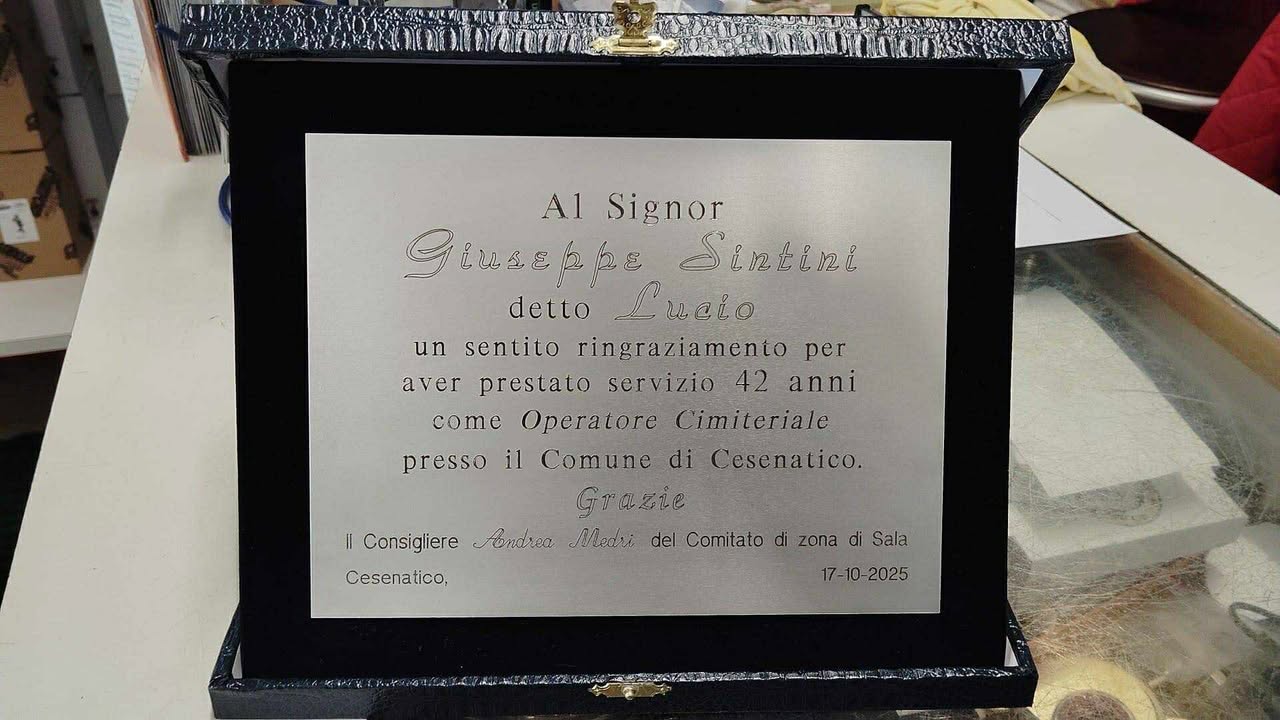 Al Signor
Giuseppe Sintini
detto Lucio
un sentito ringraziamento per
aver prestato servizio 42 anni
come Operatore Cimiteriale
presso il Comune di Cesenatico.
Grazie
Il Consigliere Andrea Medri del Comitato di zona di Sala
Cesenatico, 17-10-2025